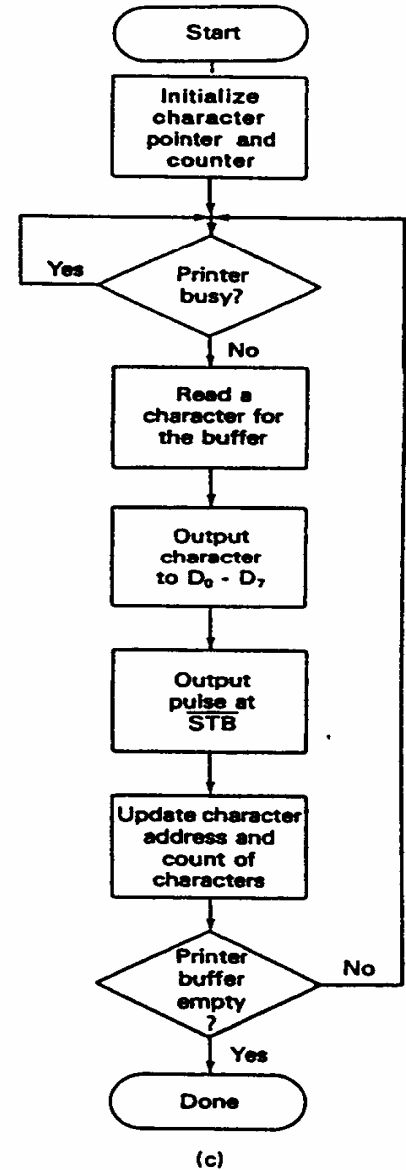 Start
Initialize
character
pointer and
counter
Yes
Printer
busy?
No
Read a
character for
the buffer
Output
character
to D₀ - D₇
Output
pulse at
S̅T̅B̅
Update character
address and
count of
characters
Printer
buffer
empty
?
No
Yes
Done
(c)